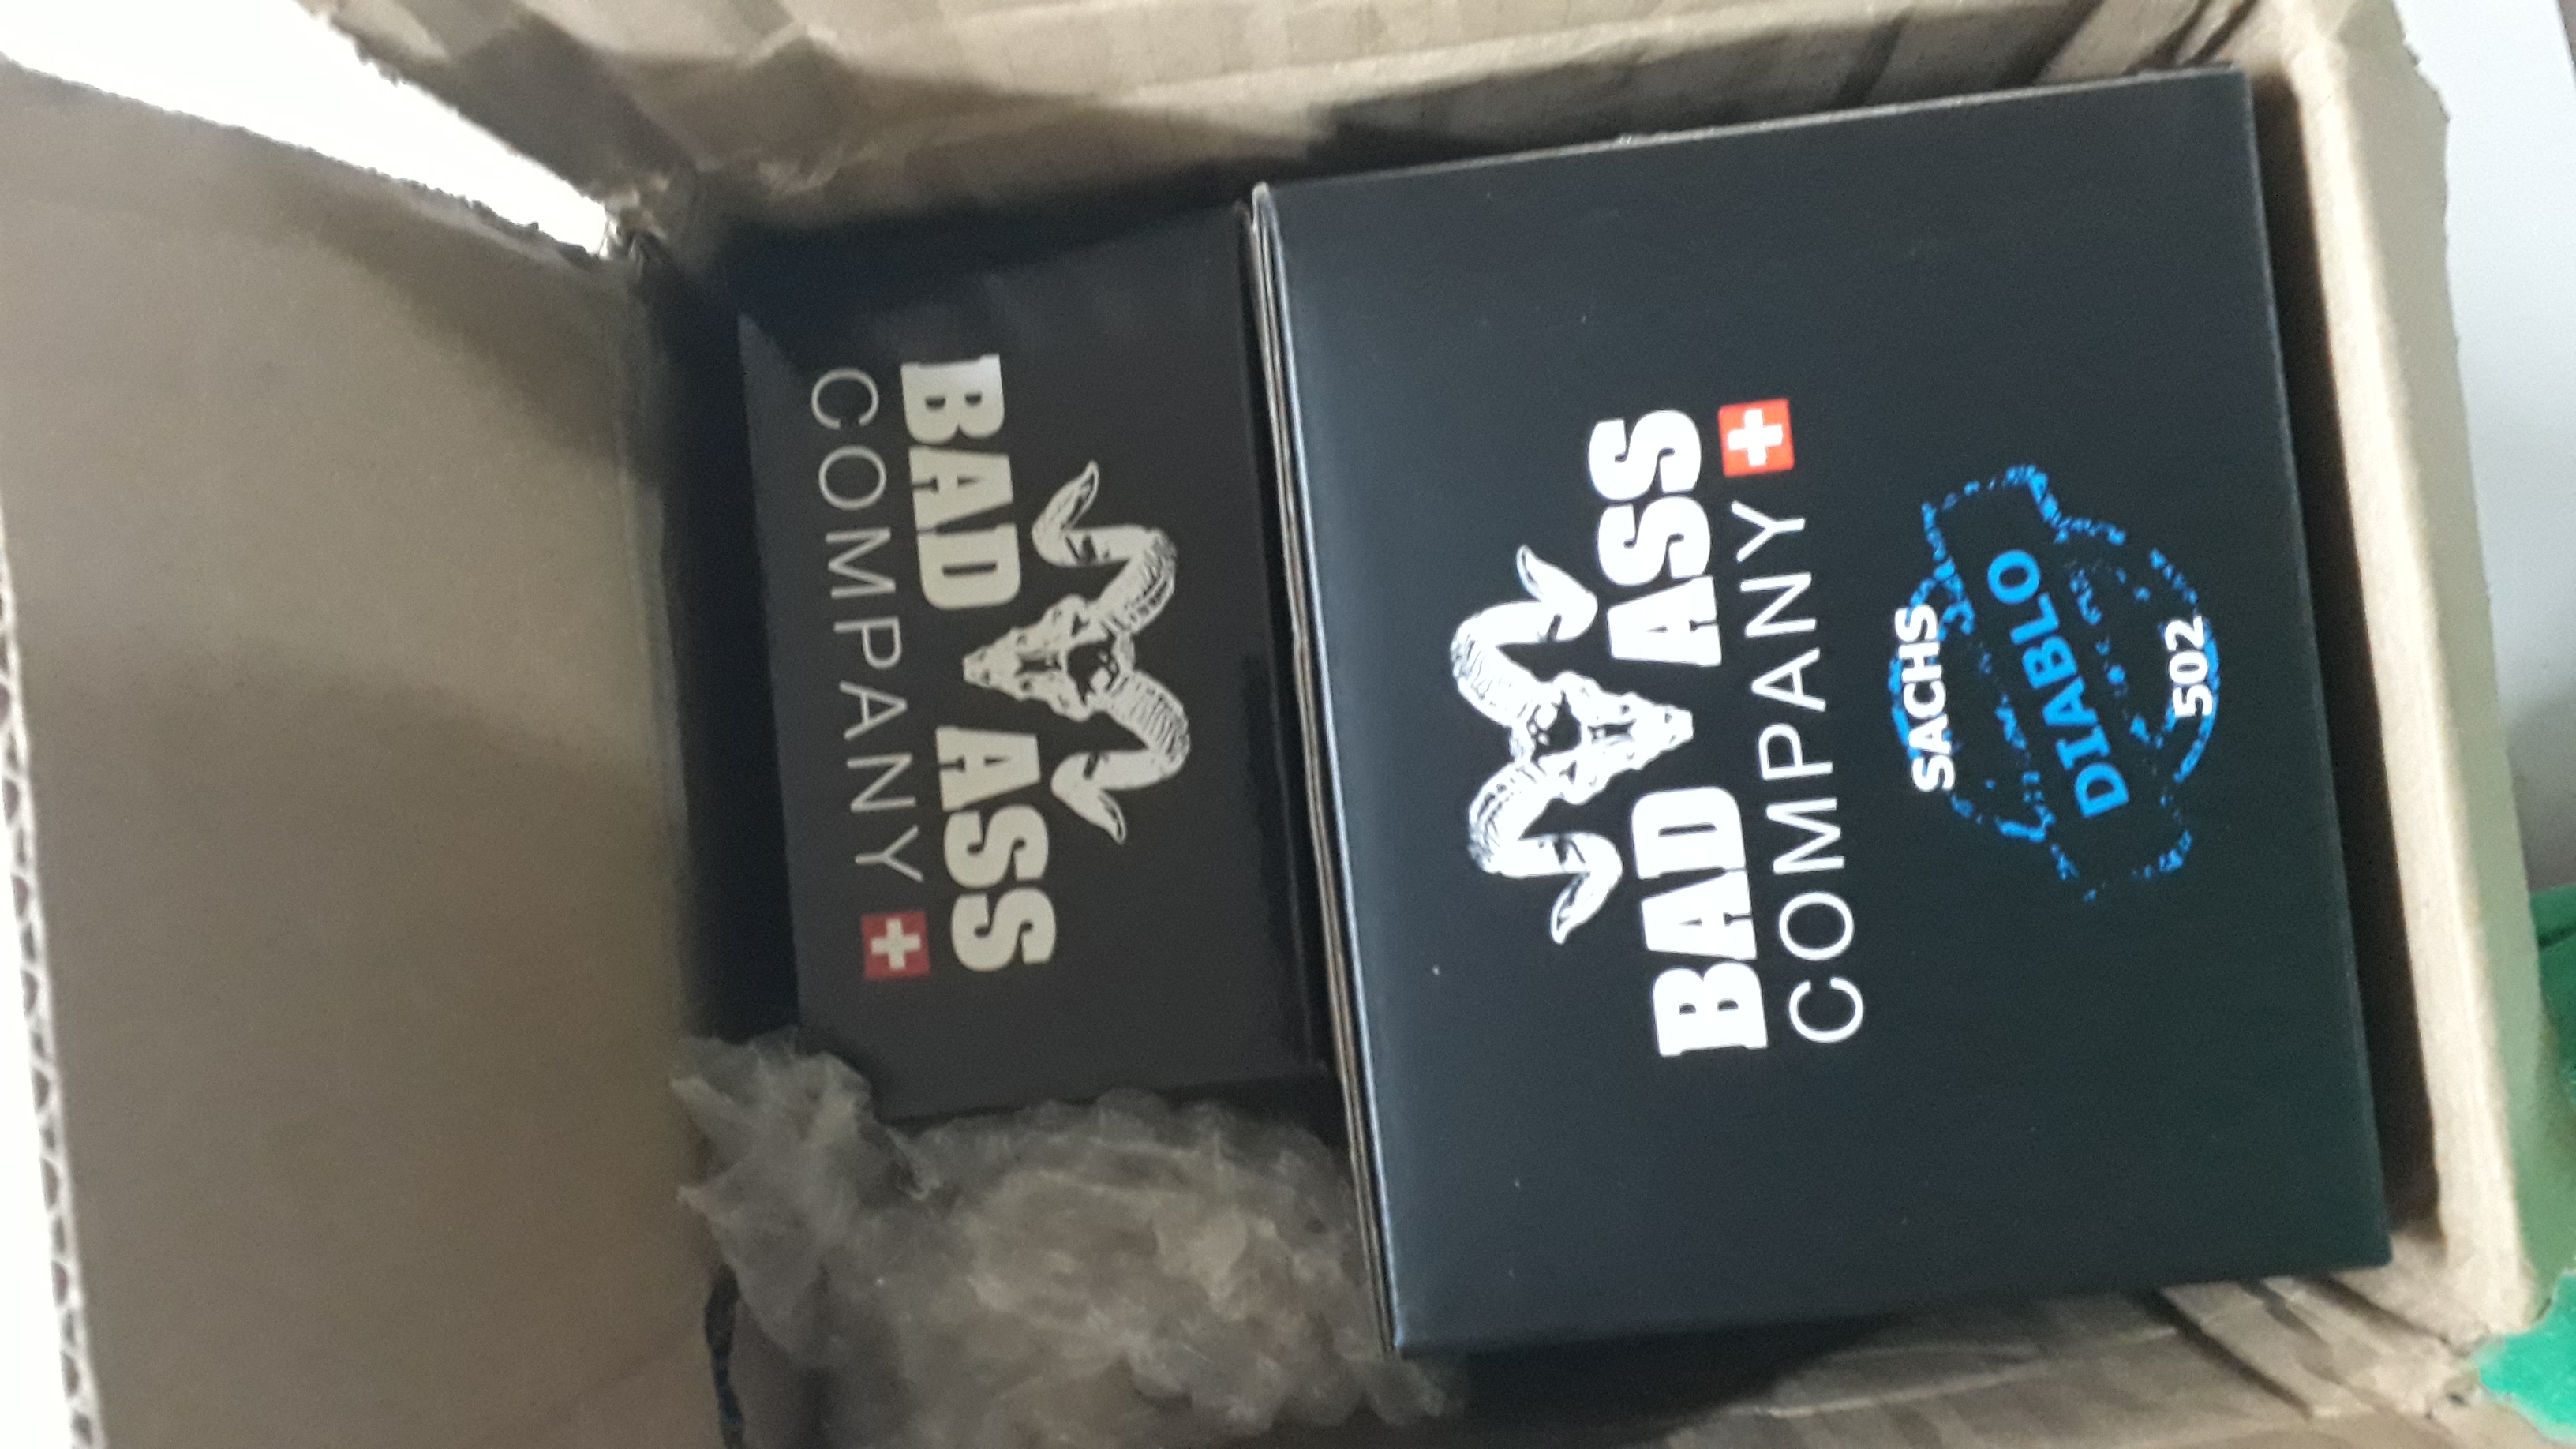 BAD ASS
COMPANY
BAD ASS
COMPANY
SACHS
DIABLO
502